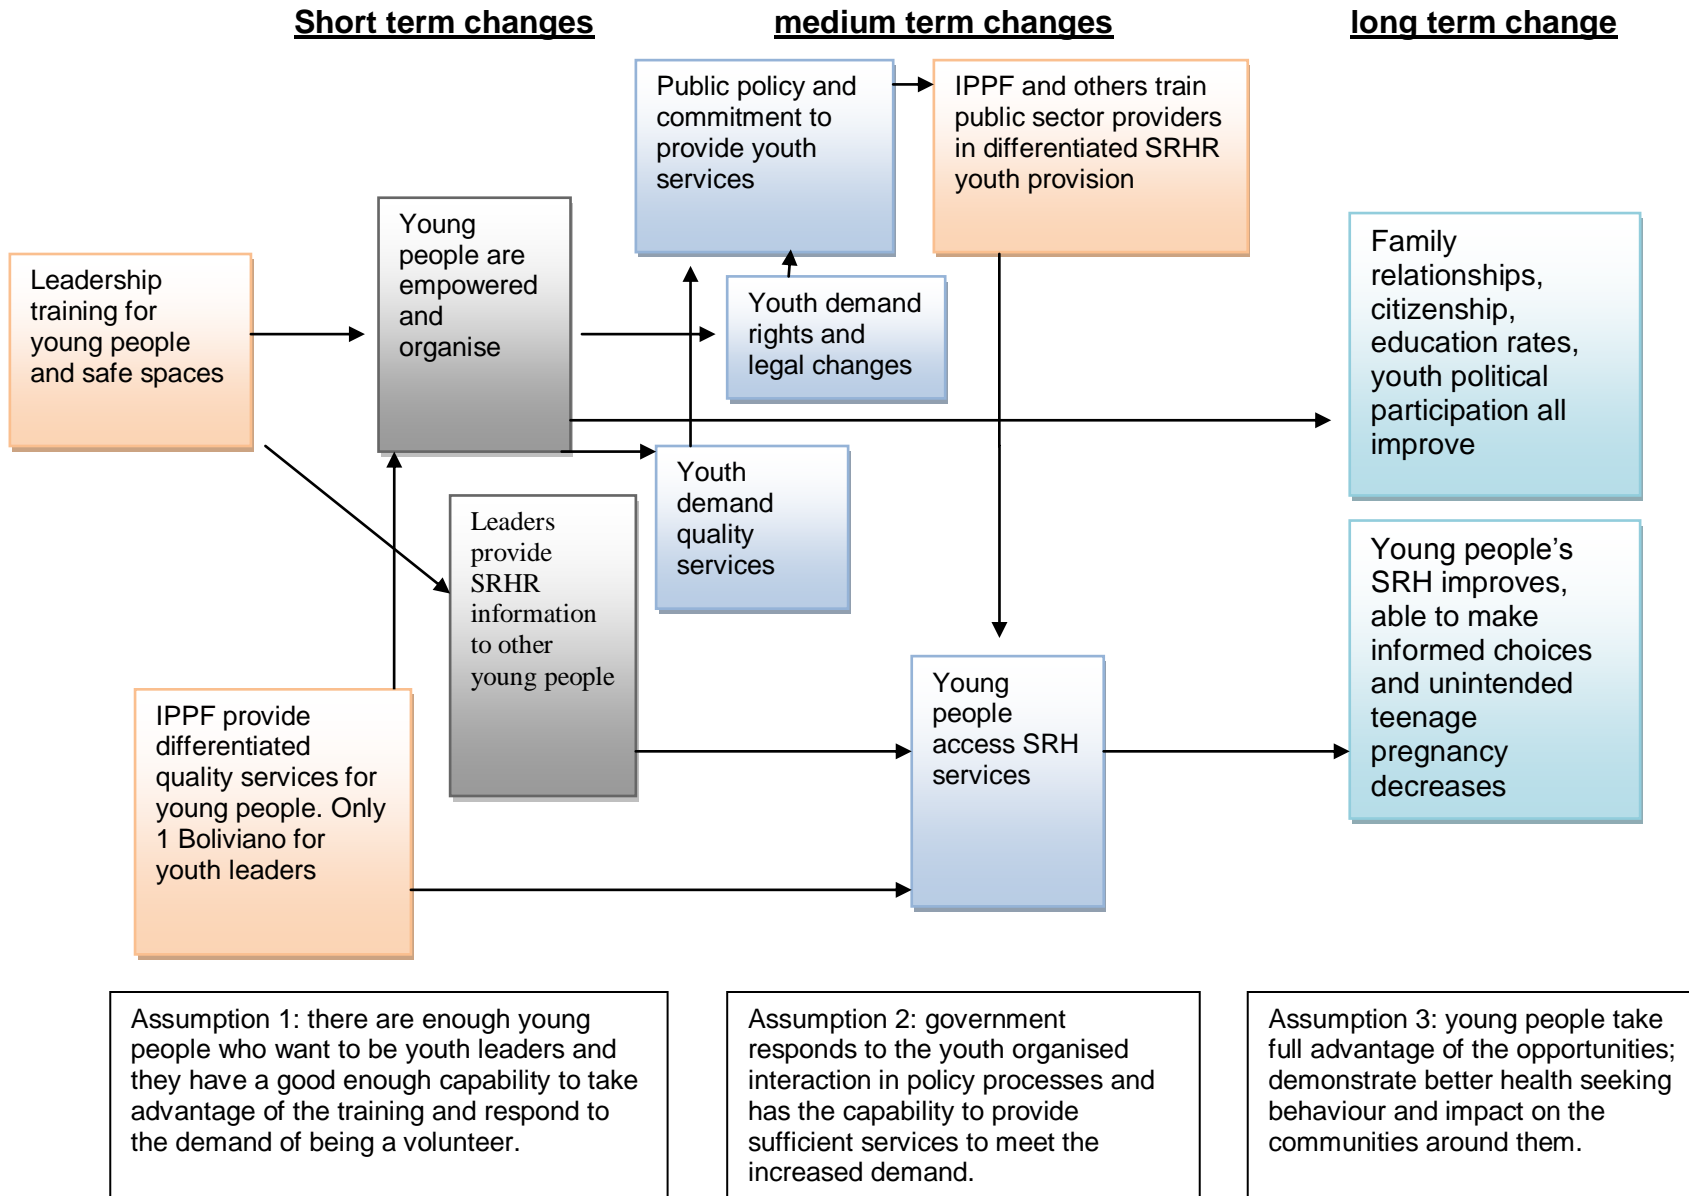 Short term changes
medium term changes
long term change
Public policy and
commitment to
provide youth
services
IPPF and others train
public sector providers
in differentiated SRHR
youth provision
Young
people are
empowered
and
organise
Leadership
training for
young people
and safe spaces
Youth demand
rights and
legal changes
Family
relationships,
citizenship,
education rates,
youth political
participation all
improve
Youth
demand
quality
services
Leaders
provide
SRHR
information
to other
young people
Young people’s
SRH improves,
able to make
informed choices
and unintended
teenage
pregnancy
decreases
IPPF provide
differentiated
quality services for
young people. Only
1 Boliviano for
youth leaders
Young
people
access SRH
services
Assumption 1: there are enough young
people who want to be youth leaders and
they have a good enough capability to take
advantage of the training and respond to
the demand of being a volunteer.
Assumption 2: government
responds to the youth organised
interaction in policy processes and
has the capability to provide
sufficient services to meet the
increased demand.
Assumption 3: young people take
full advantage of the opportunities;
demonstrate better health seeking
behaviour and impact on the
communities around them.